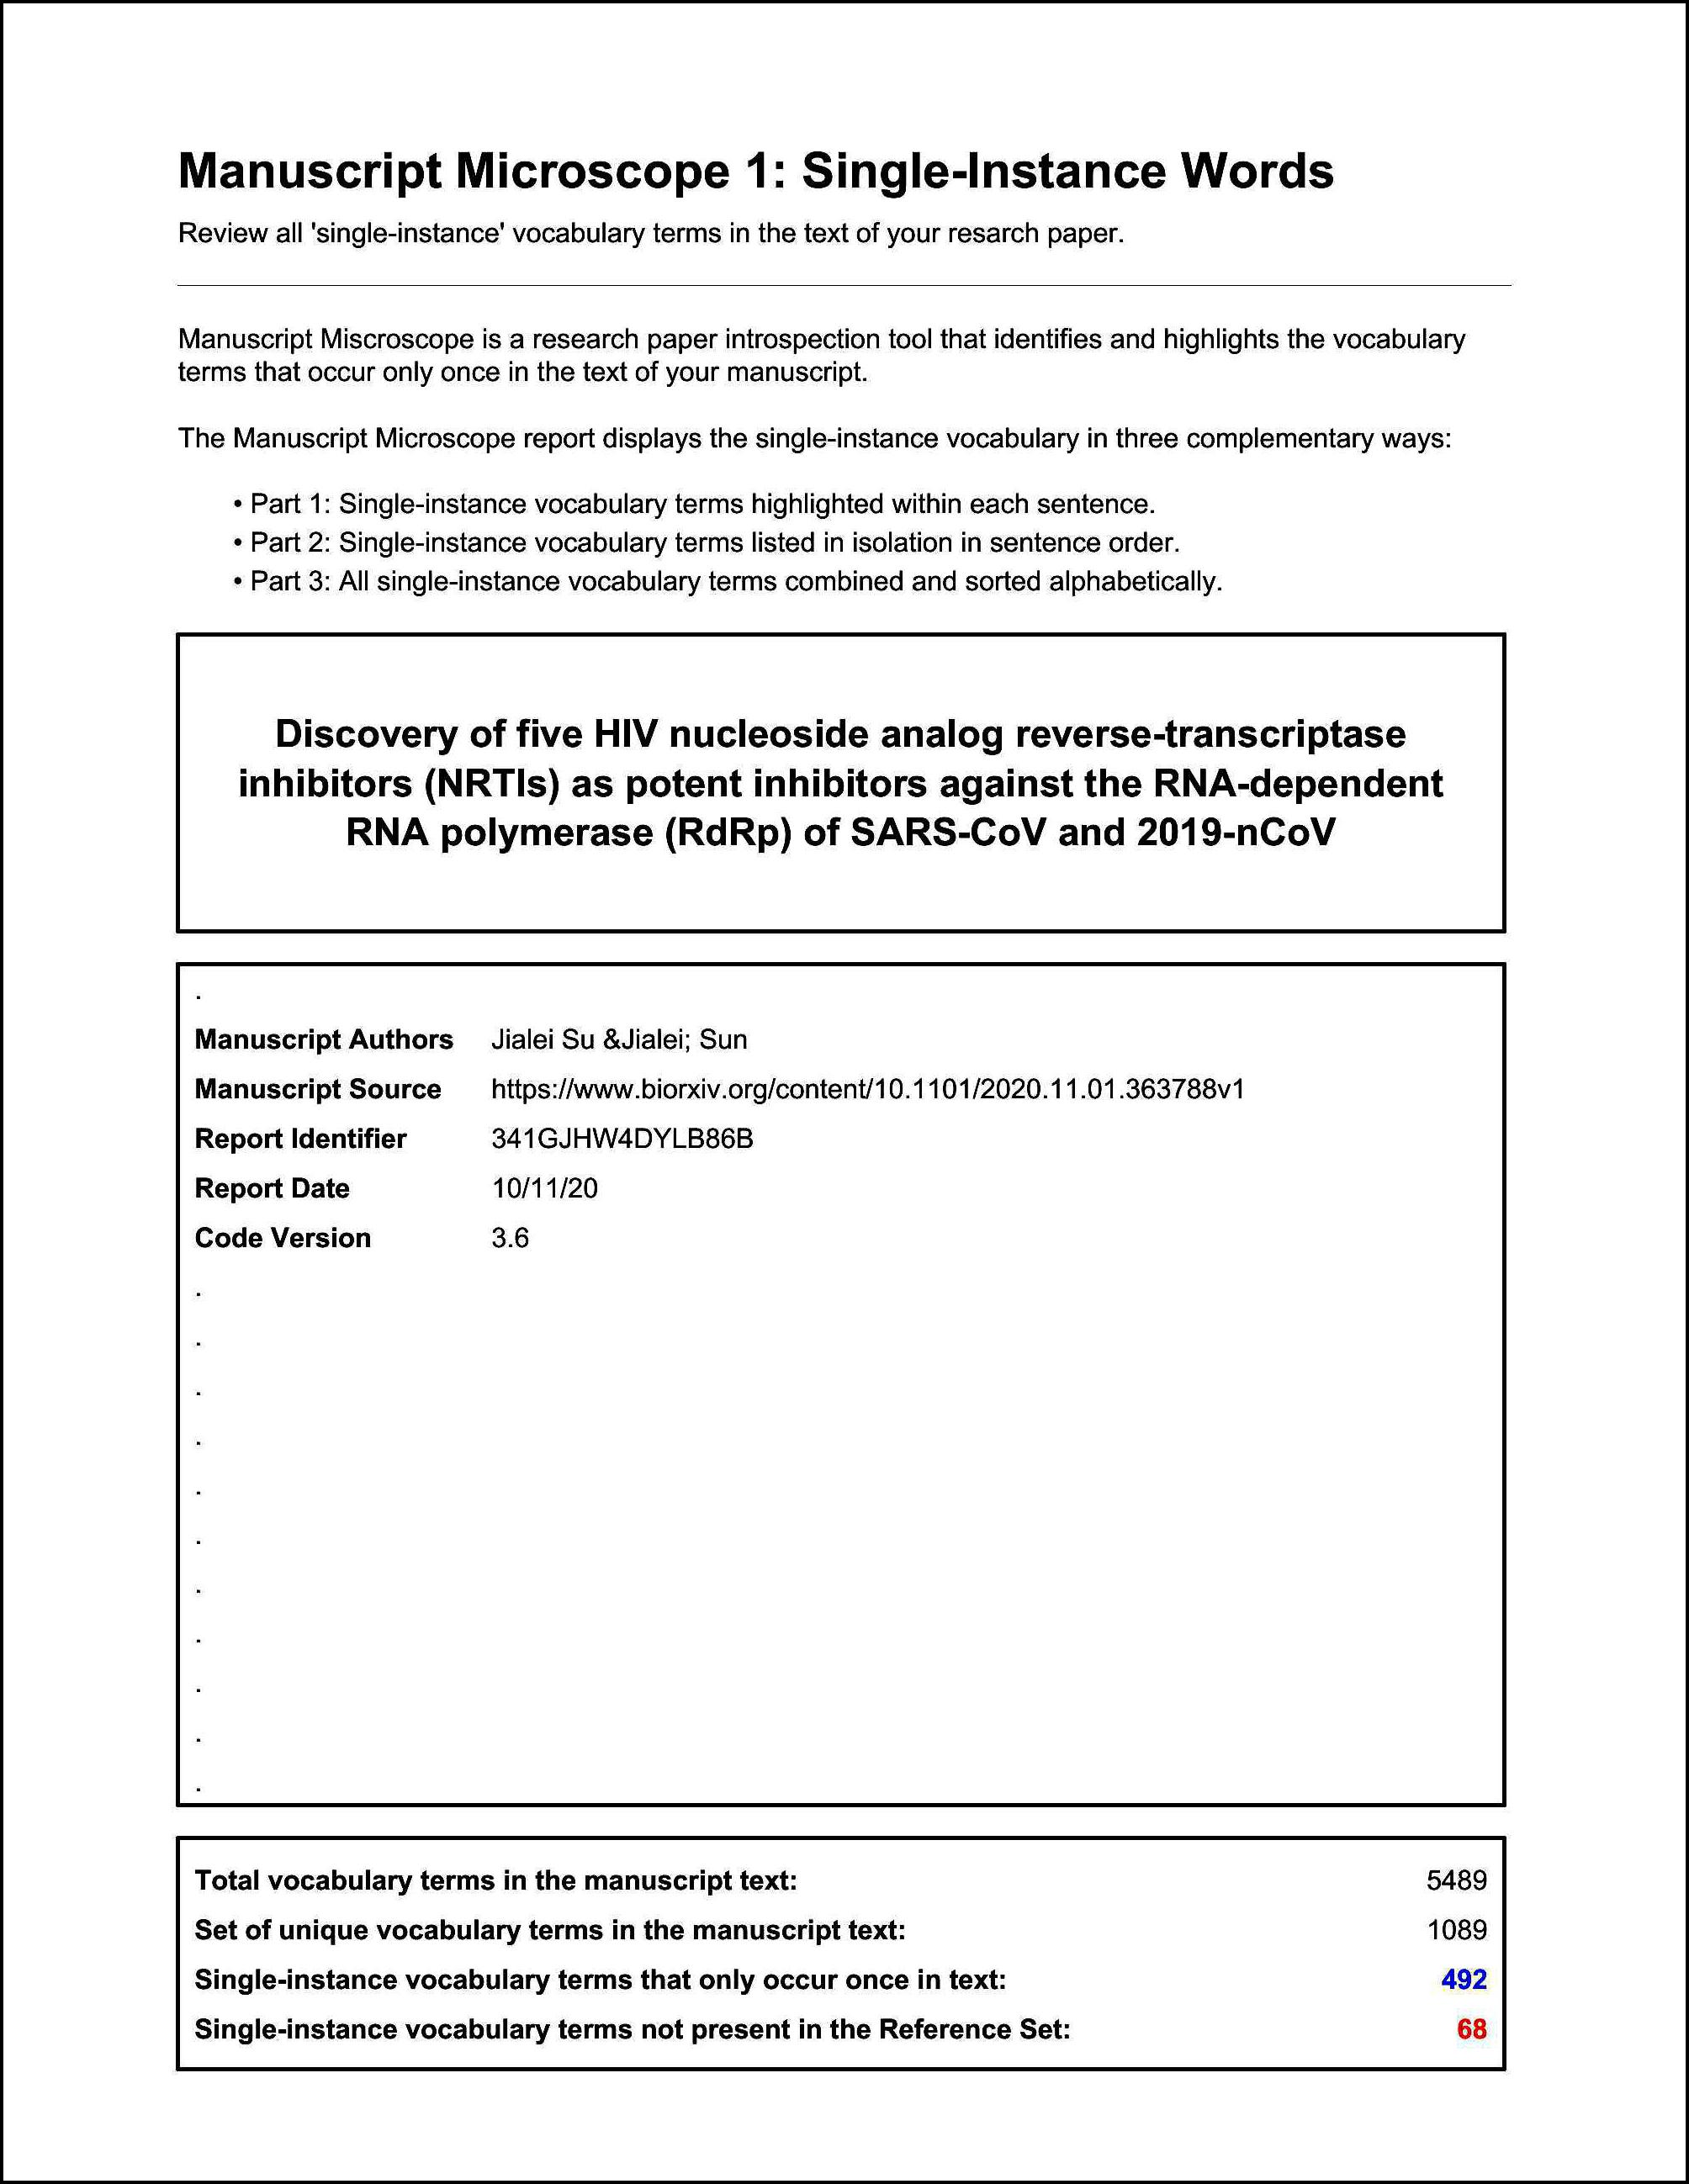 Manuscript Microscope 1: Single-Instance Words
Review all 'single-instance' vocabulary terms in the text of your resarch paper.
Manuscript Miscroscope is a research paper introspection tool that identifies and highlights the vocabulary
terms that occur only once in the text of your manuscript.
The Manuscript Microscope report displays the single-instance vocabulary in three complementary ways:
• Part 1: Single-instance vocabulary terms highlighted within each sentence.
• Part 2: Single-instance vocabulary terms listed in isolation in sentence order.
• Part 3: All single-instance vocabulary terms combined and sorted alphabetically.
Discovery of five HIV nucleoside analog reverse-transcriptase
inhibitors (NRTIs) as potent inhibitors against the RNA-dependent
RNA polymerase (RdRp) of SARS-CoV and 2019-nCoV
.
Manuscript Authors Jialei Su &Jialei; Sun
Manuscript Source https://www.biorxiv.org/content/10.1101/2020.11.01.363788v1
Report Identifier 341GJHW4DYLB86B
Report Date 10/11/20
Code Version 3.6
.
.
.
.
.
.
.
.
.
.
.
Total vocabulary terms in the manuscript text: 5489
Set of unique vocabulary terms in the manuscript text: 1089
Single-instance vocabulary terms that only occur once in text: 492
Single-instance vocabulary terms not present in the Reference Set: 68